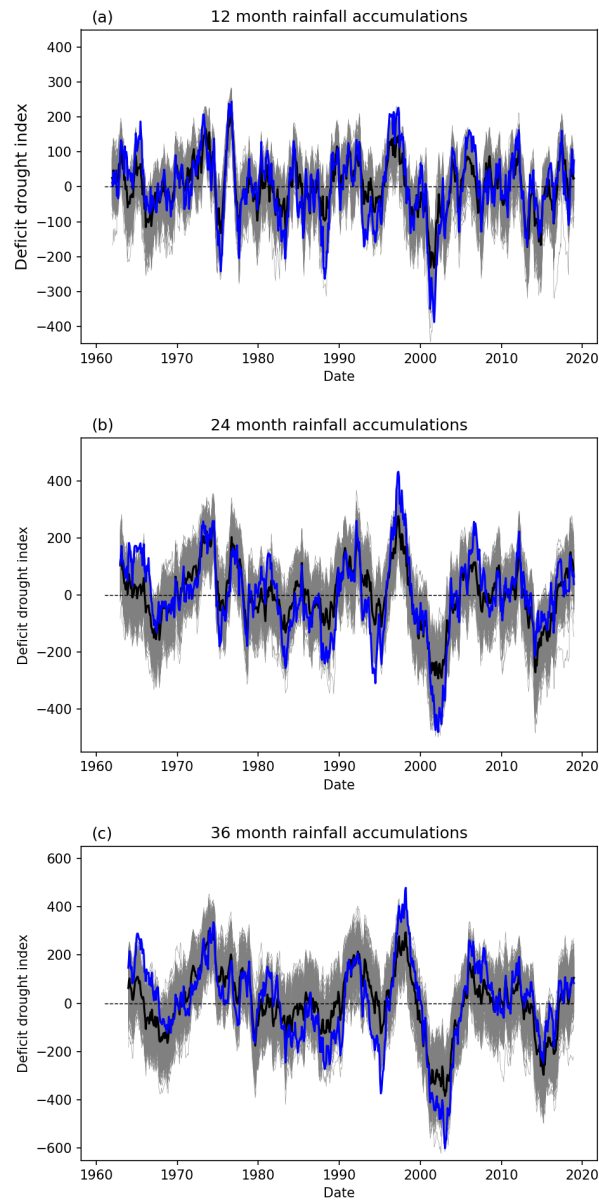 (a) 12 month rainfall accumulations
400
300
200
100
0
−100
−200
−300
−400
Deficit drought index
1960 1970 1980 1990 2000 2010 2020
Date
(b) 24 month rainfall accumulations
400
200
0
−200
−400
Deficit drought index
1960 1970 1980 1990 2000 2010 2020
Date
(c) 36 month rainfall accumulations
600
400
200
0
−200
−400
−600
Deficit drought index
1960 1970 1980 1990 2000 2010 2020
Date